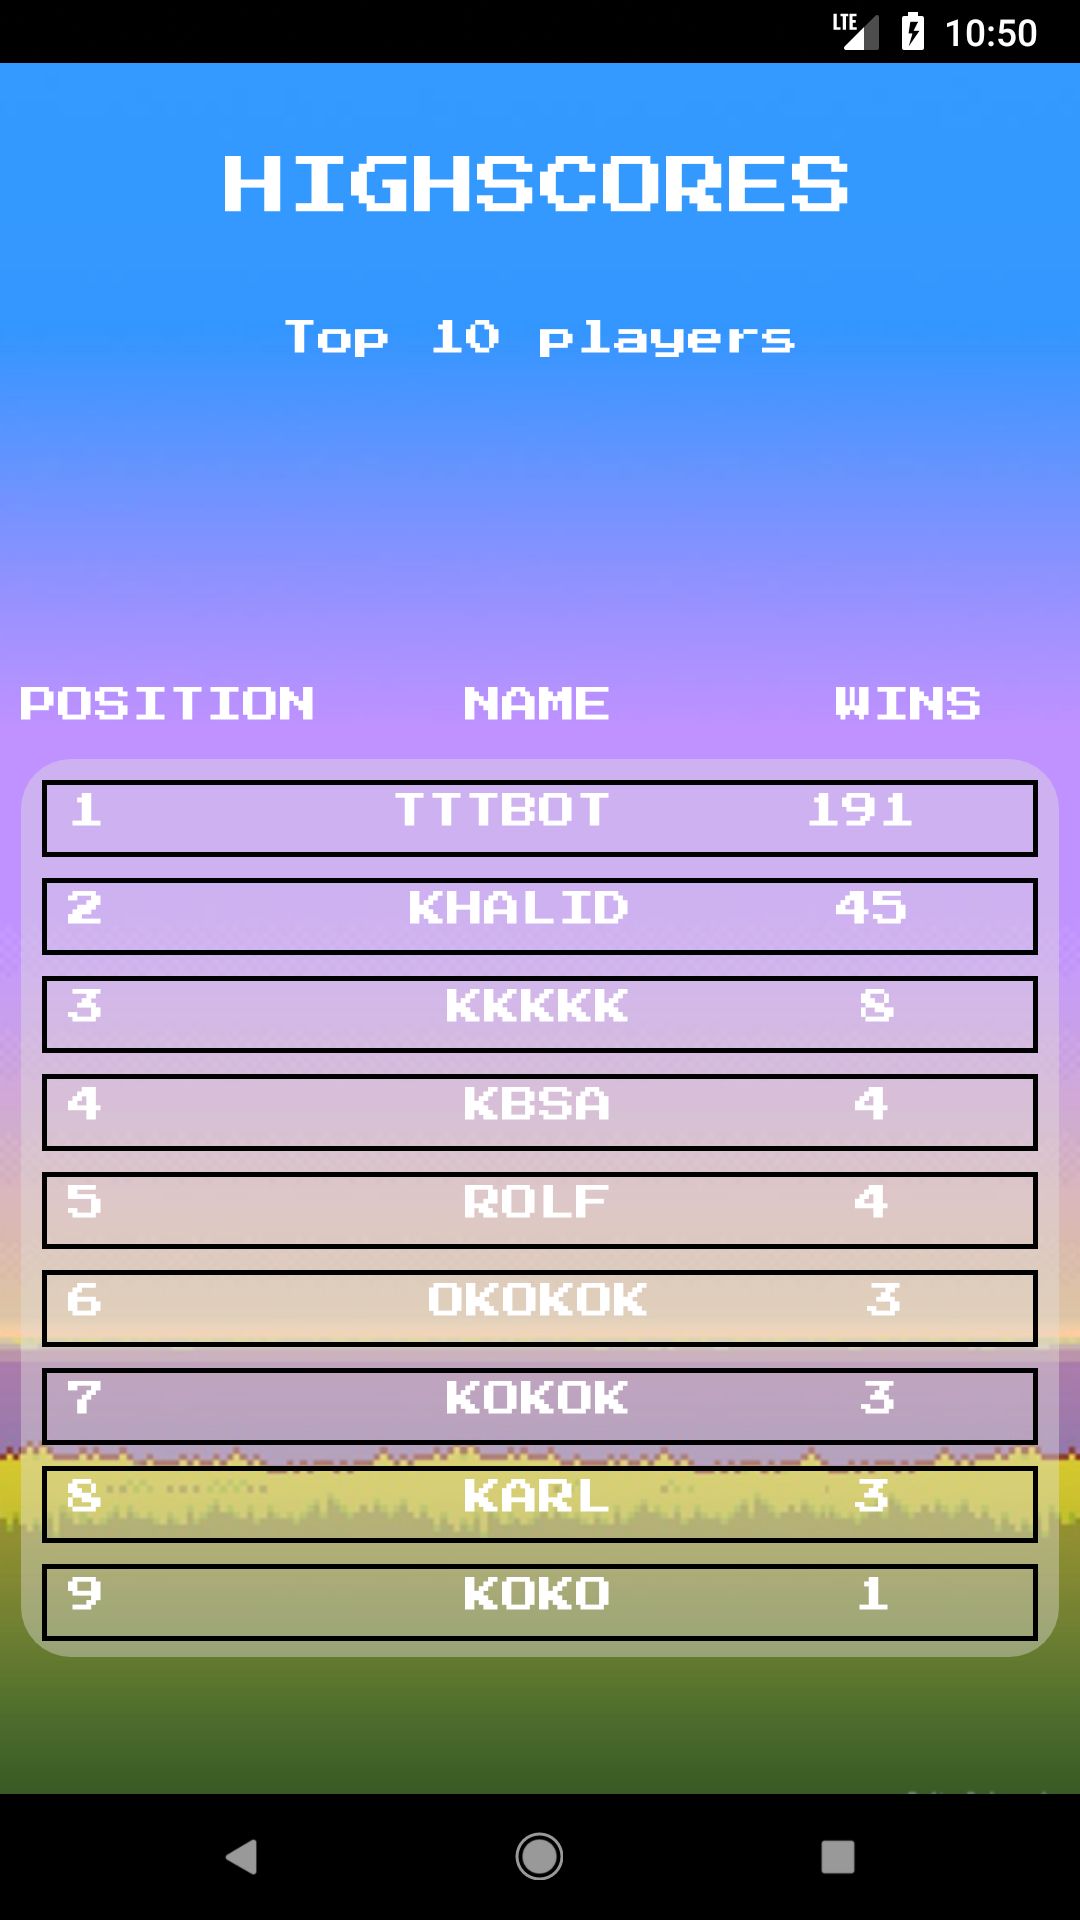 LTE 10:50
HIGHSCORES
Top 10 players
POSITION NAME WINS
1 TTTBOT 191
2 KHALID 45
3 KKKKK 8
4 KBSA 4
5 ROLF 4
6 OKOKOK 3
7 KOKOK 3
8 KARL 3
9 KOKO 1